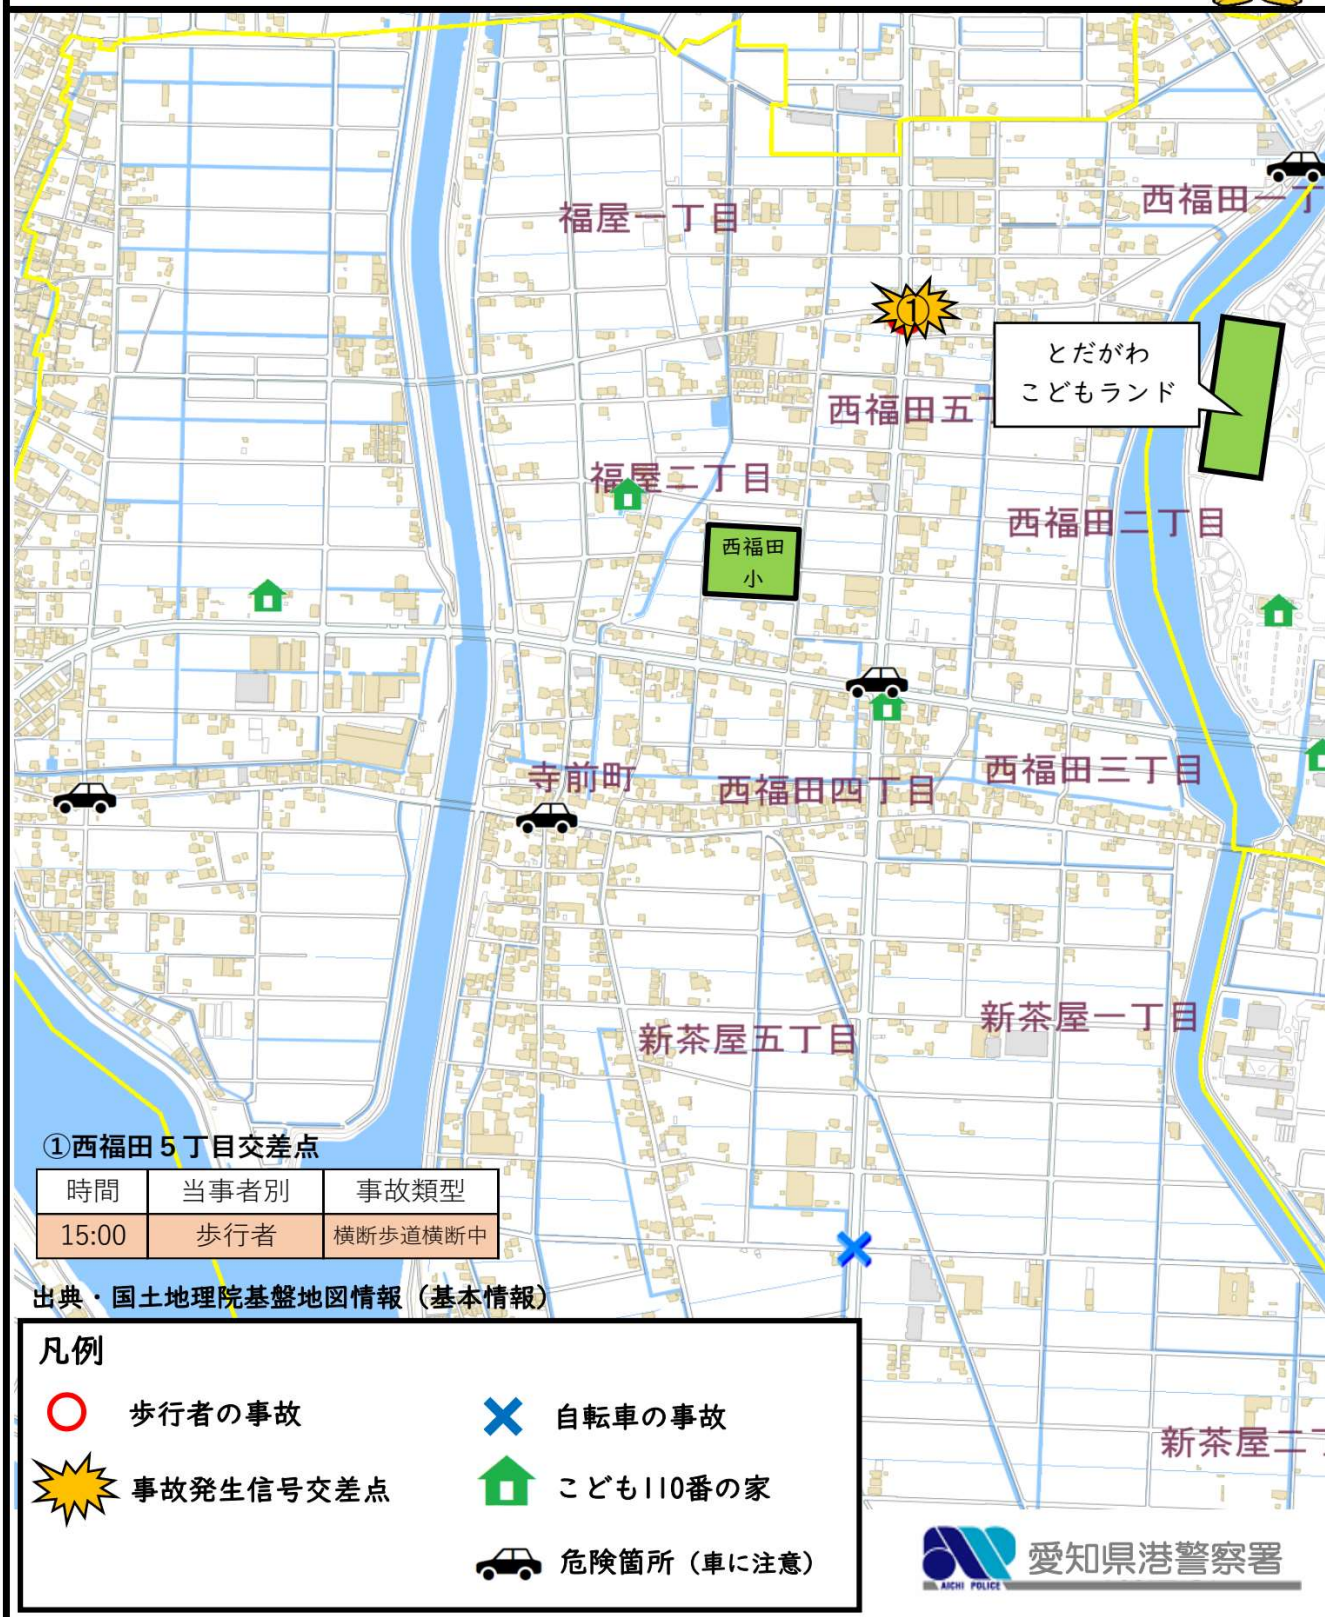 西福田一丁
福屋一丁目
①
とだがわ
こどもランド
西福田五丁
福屋二丁目
西福田二丁目
西福田
小
寺前町
西福田四丁目
西福田三丁目
新茶屋五丁目
新茶屋一丁目
①西福田5丁目交差点
時間 当事者別 事故類型
15:00 歩行者 横断歩道横断中
出典・国土地理院基盤地図情報（基本情報）
凡例
歩行者の事故
自転車の事故
事故発生信号交差点
こども110番の家
危険箇所（車に注意）
新茶屋二丁
AICHI POLICE
愛知県港警察署